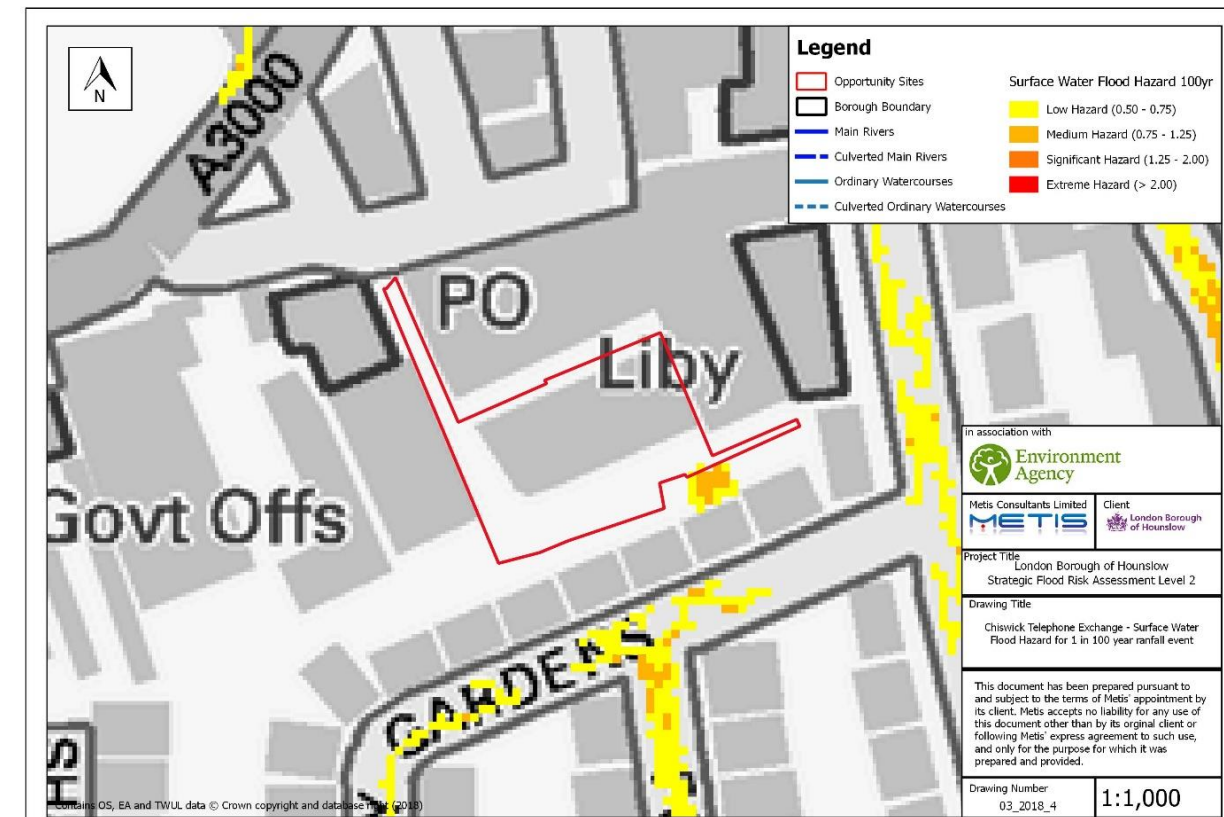 N
A3000
PO
Liby
Govt Offs
GARDENS
Legend
Opportunity Sites
Borough Boundary
Main Rivers
Culverted Main Rivers
Ordinary Watercourses
Culverted Ordinary Watercourses
Surface Water Flood Hazard 100yr
Low Hazard (0.50 - 0.75)
Medium Hazard (0.75 - 1.25)
Significant Hazard (1.25 - 2.00)
Extreme Hazard (> 2.00)
in association with
Environment
Agency
Metis Consultants Limited
METIS
Client
London Borough
of Hounslow
Project Title
London Borough of Hounslow
Strategic Flood Risk Assessment Level 2
Drawing Title
Chiswick Telephone Exchange - Surface Water
Flood Hazard for 1 in 100 year ranfall event
This document has been prepared pursuant to
and subject to the terms of Metis' appointment by
its client. Metis accepts no liability for any use of
this document other than by its orginal client or
following Metis' express agreement to such use,
and only for the purpose for which it was
prepared and provided.
Drawing Number
03_2018_4
1:1,000
Contains OS, EA and TWUL data © Crown copyright and database right (2018)